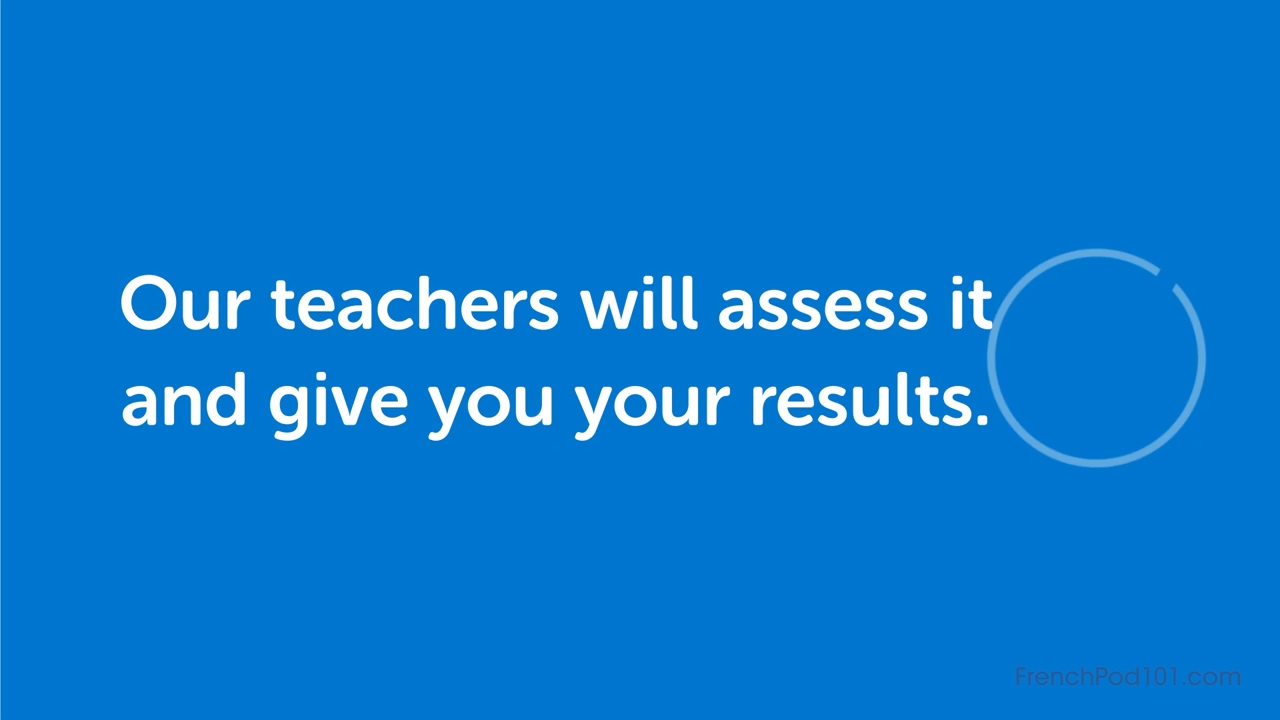 Our teachers will assess it
and give you your results.
FrenchPod101.com